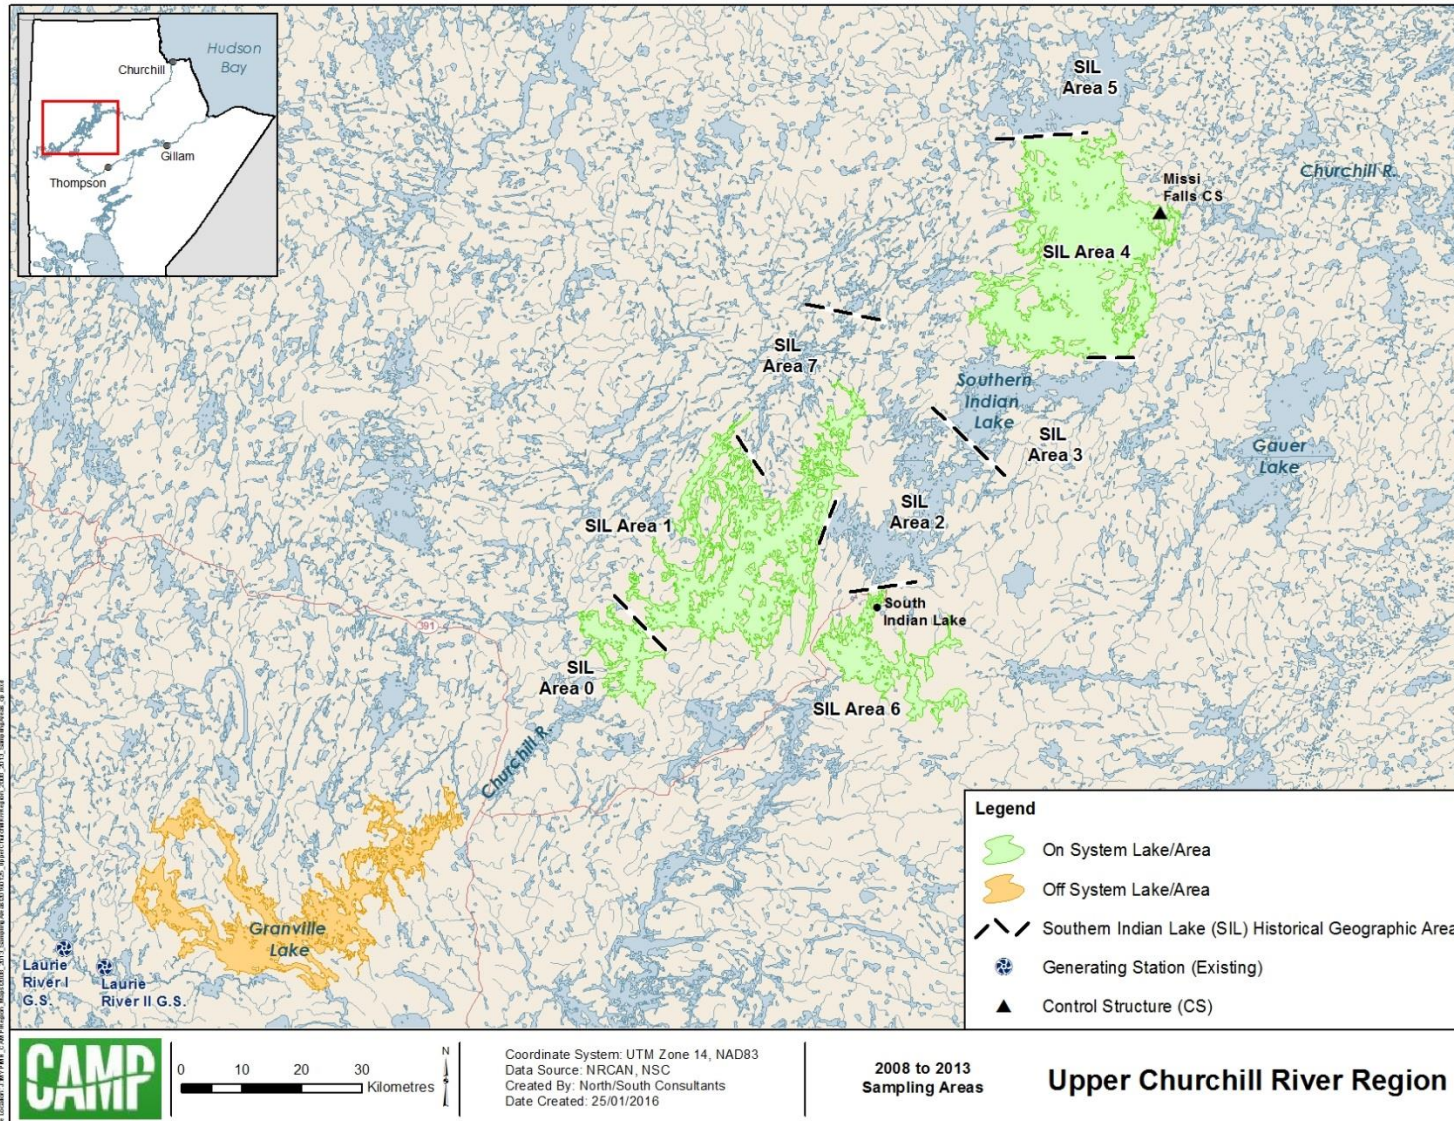 Hudson
Bay
Churchill
Gillam
Thompson
SIL
Area 5
Churchill R.
Missi
Falls CS
SIL Area 4
SIL
Area 7
Southern
Indian
Lake
SIL
Area 3
Gauer
Lake
SIL
Area 2
SIL Area 1
South
Indian Lake
391
SIL
Area 0
SIL Area 6
Churchill R.
Granville
Lake
Laurie
River I
G.S.
Laurie
River II G.S.
Legend
On System Lake/Area
Off System Lake/Area
Southern Indian Lake (SIL) Historical Geographic Area
Generating Station (Existing)
Control Structure (CS)
CAMP
0 10 20 30
Kilometres
N
Coordinate System: UTM Zone 14, NAD83
Data Source: NRCAN, NSC
Created By: North/South Consultants
Date Created: 25/01/2016
2008 to 2013
Sampling Areas
Upper Churchill River Region